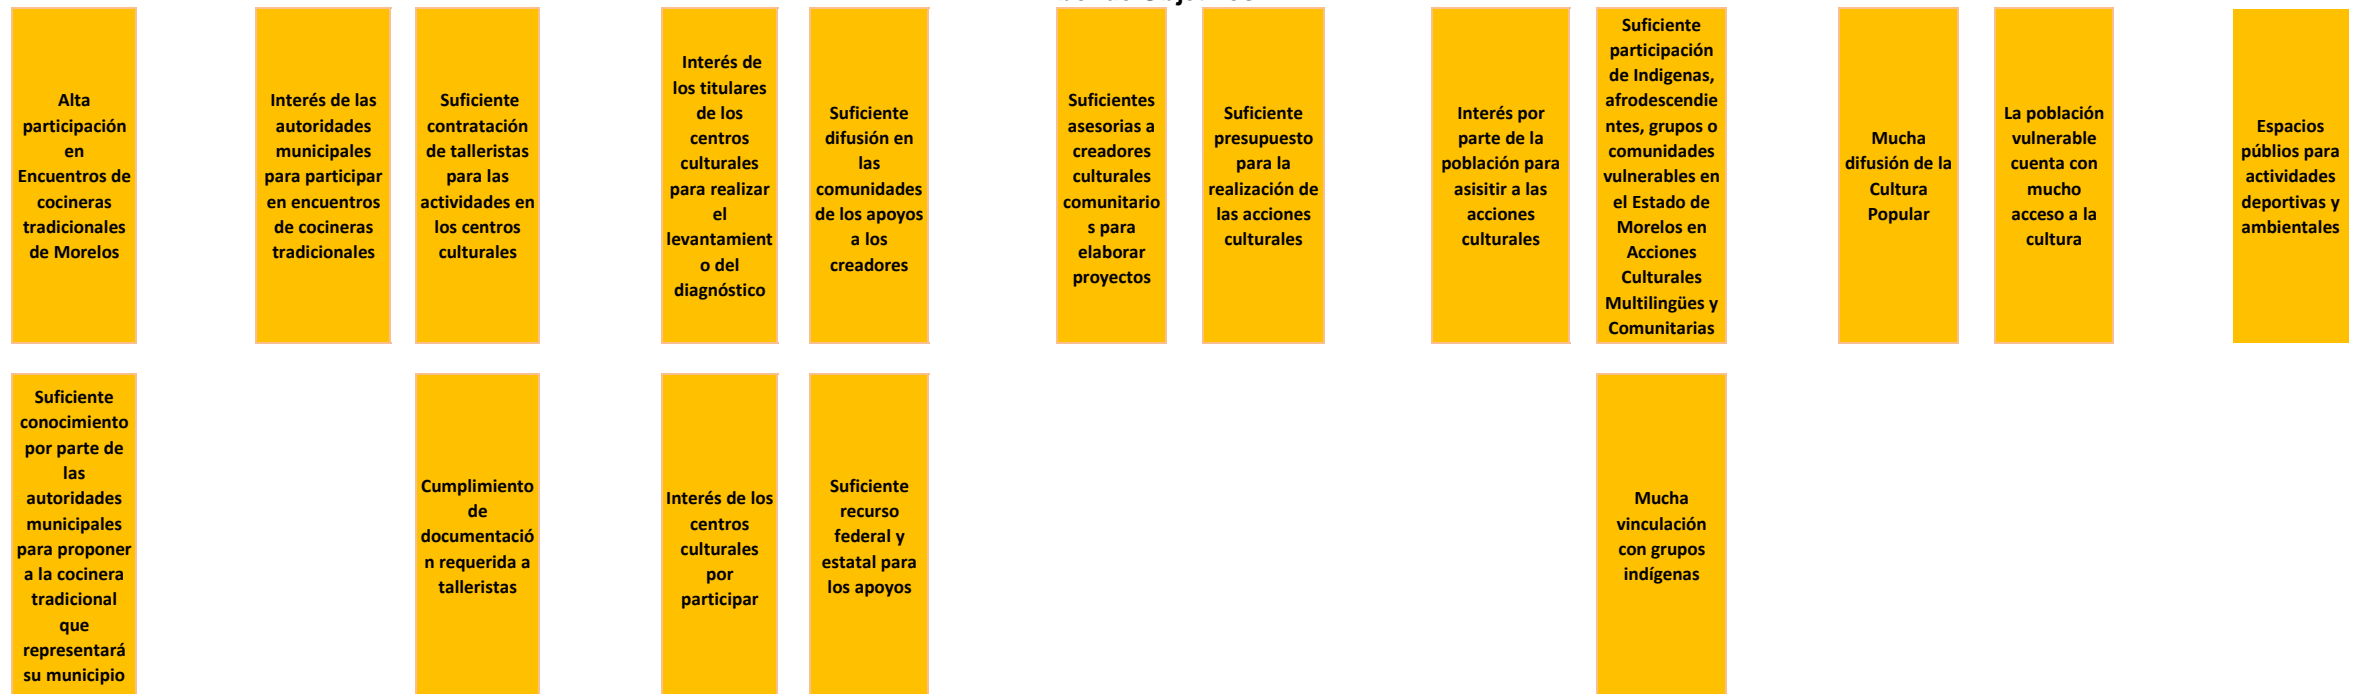 Alta
participación
en
Encuentros de
cocineras
tradicionales
de Morelos
Interés de las
autoridades
municipales
para participar
en encuentros
de cocineras
tradicionales
Suficiente
contratación
de talleristas
para las
actividades en
los centros
culturales
Interés de
los titulares
de los
centros
culturales
para realizar
el
levantamient
o del
diagnóstico
Suficiente
difusión en
las
comunidades
de los apoyos
a los
creadores
Suficientes
asesorias a
creadores
culturales
comunitario
s para
elaborar
proyectos
Suficiente
presupuesto
para la
realización de
las acciones
culturales
Interés por
parte de la
población para
asisitir a las
acciones
culturales
Suficiente
participación
de Indigenas,
afrodescendie
ntes, grupos o
comunidades
vulnerables en
el Estado de
Morelos en
Acciones
Culturales
Multilingües y
Comunitarias
Mucha
difusión de la
Cultura
Popular
La población
vulnerable
cuenta con
mucho
acceso a la
cultura
Espacios
públios para
actividades
deportivas y
ambientales
Suficiente
conocimiento
por parte de
las
autoridades
municipales
para proponer
a la cocinera
tradicional
que
representará
su municipio
Cumplimiento
de
documentació
n requerida a
talleristas
Interés de los
centros
culturales
por
participar
Suficiente
recurso
federal y
estatal para
los apoyos
Mucha
vinculación
con grupos
indígenas